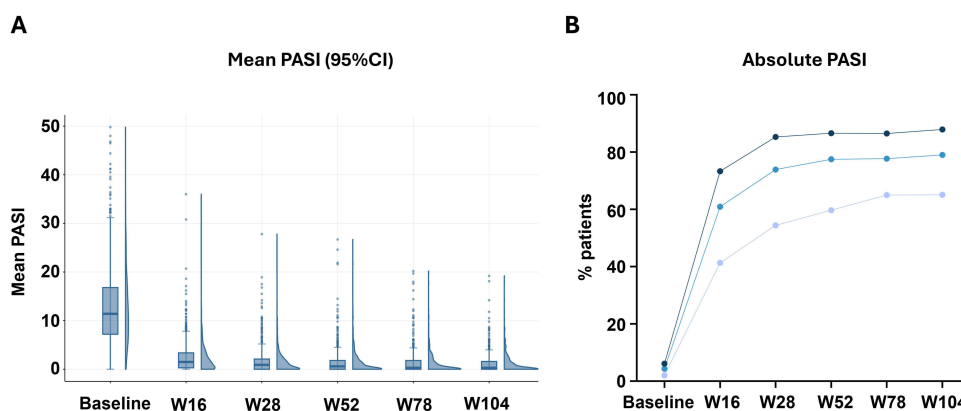 A
Mean PASI (95%CI)
Mean PASI
50
40
30
20
10
0
Baseline W16 W28 W52 W78 W104
B
Absolute PASI
% patients
100
80
60
40
20
0
Baseline W16 W28 W52 W78 W104